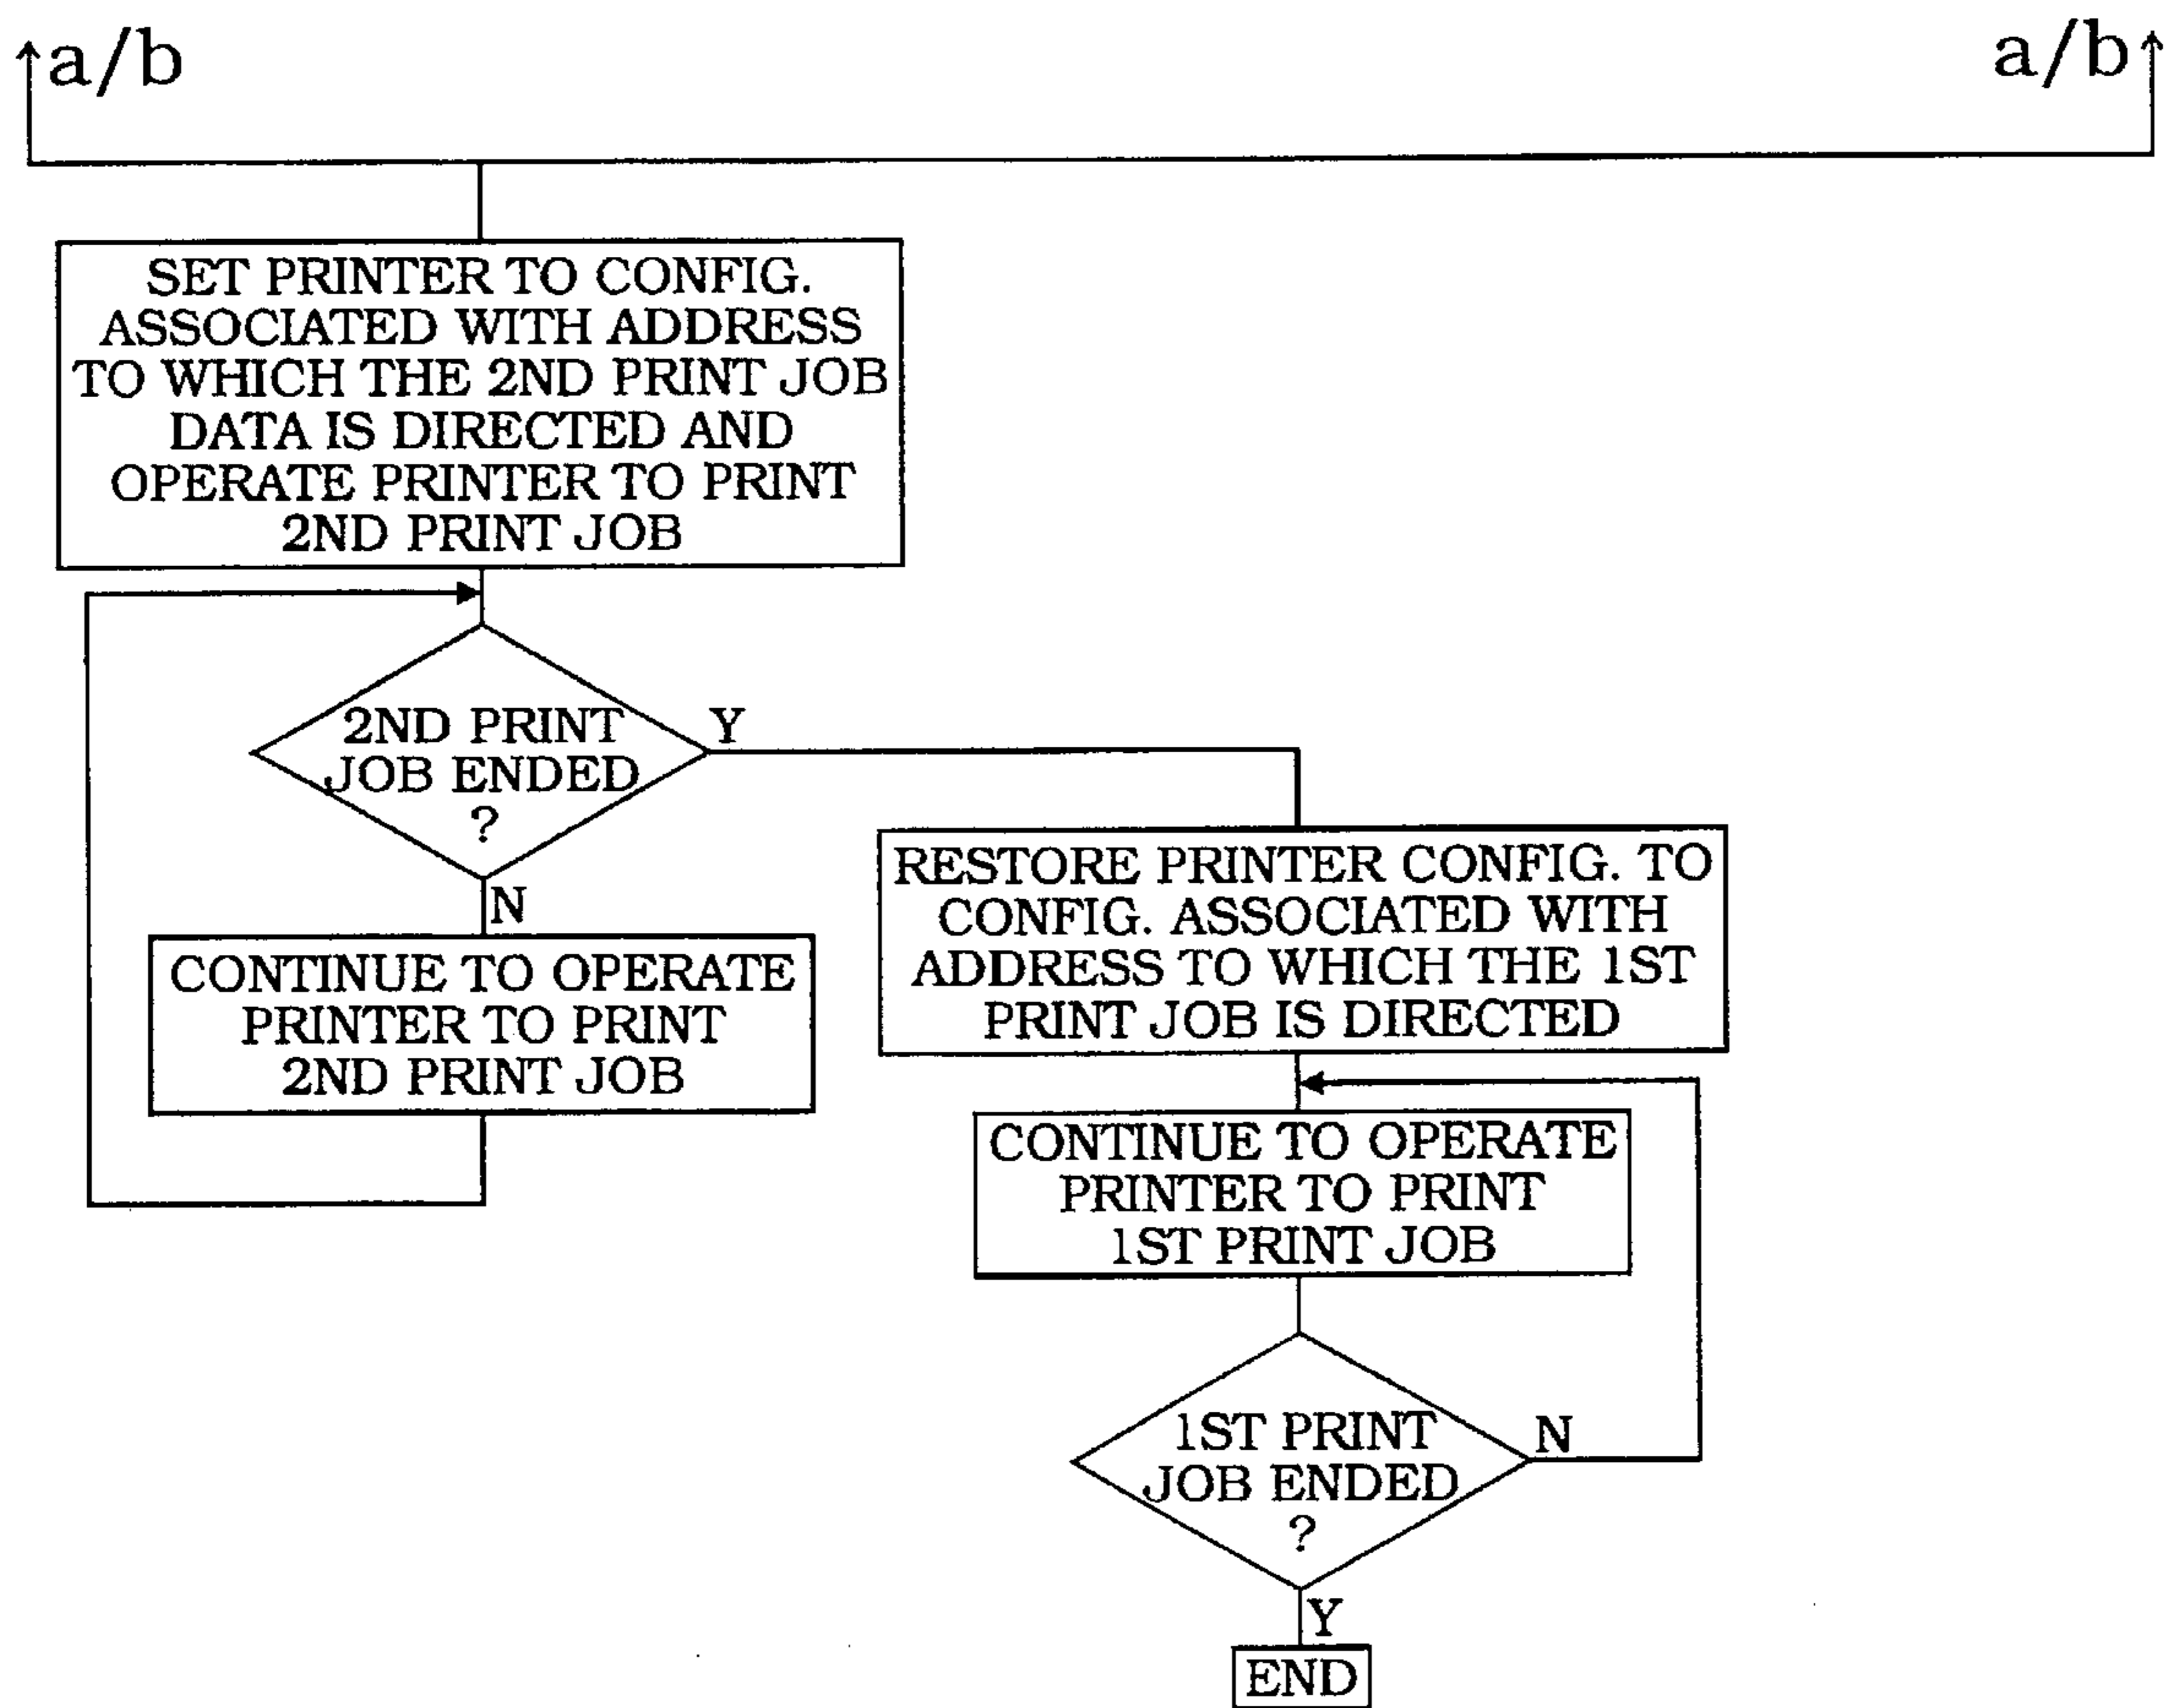 a/b
a/b
SET PRINTER TO CONFIG.
ASSOCIATED WITH ADDRESS
TO WHICH THE 2ND PRINT JOB
DATA IS DIRECTED AND
OPERATE PRINTER TO PRINT
2ND PRINT JOB
2ND PRINT
JOB ENDED
?
Y
N
CONTINUE TO OPERATE
PRINTER TO PRINT
2ND PRINT JOB
RESTORE PRINTER CONFIG. TO
CONFIG. ASSOCIATED WITH
ADDRESS TO WHICH THE 1ST
PRINT JOB IS DIRECTED
CONTINUE TO OPERATE
PRINTER TO PRINT
1ST PRINT JOB
1ST PRINT
JOB ENDED
?
N
Y
END